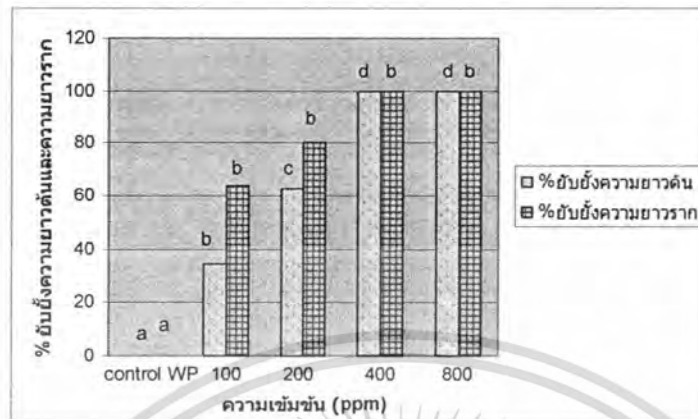 % ยับยั้งความยาวต้นและความยาวราก
120
100
80
60
40
20
0
a a
b b
c b
d b
d b
control WP 100 200 400 800
ความเข้มข้น (ppm)
%ยับยั้งความยาวต้น
%ยับยั้งความยาวราก